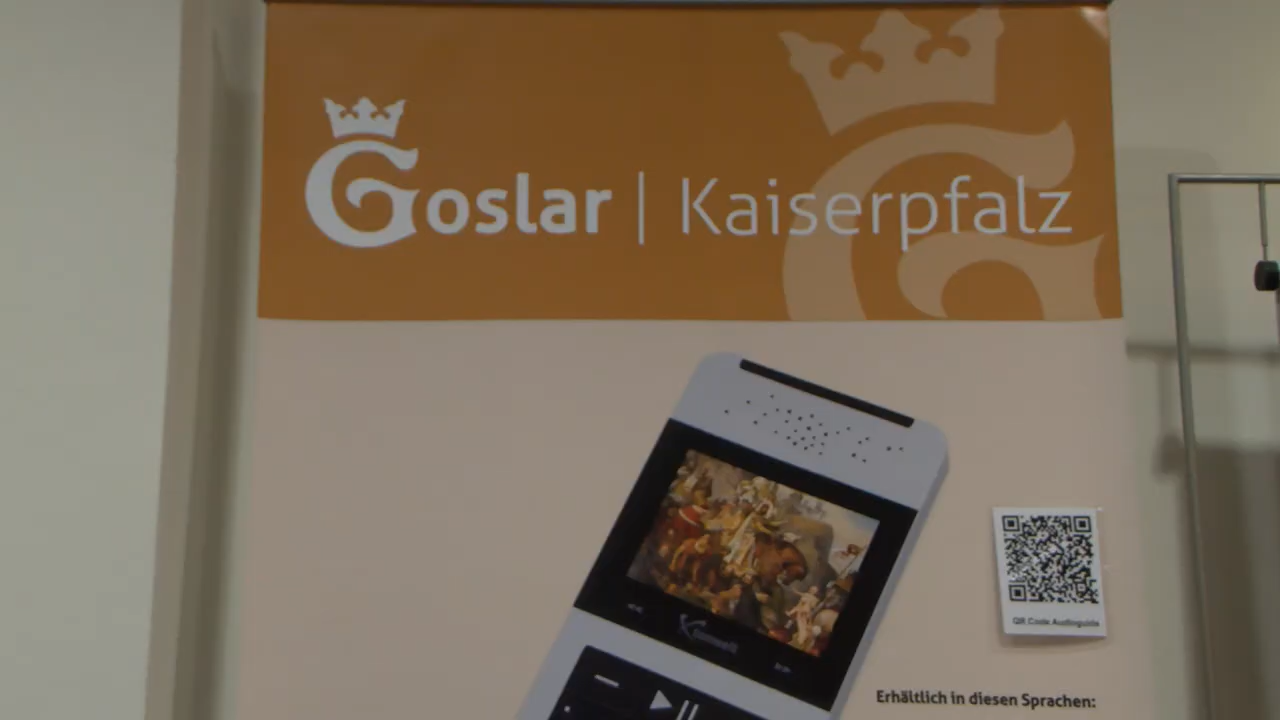 Goslar | Kaiserpfalz
QR Code Audioguide
Erhältlich in diesen Sprachen: